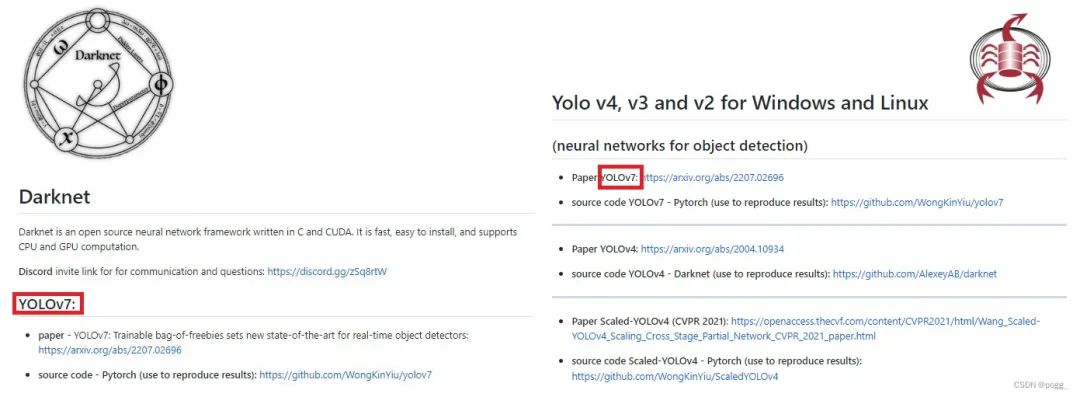 Darknet
Darknet
Darknet is an open source neural network framework written in C and CUDA. It is fast, easy to install, and supports
CPU and GPU computation.
Discord invite link for for communication and questions: https://discord.gg/zSq8rtW
YOLOv7:
paper - YOLOv7: Trainable bag-of-freebies sets new state-of-the-art for real-time object detectors:
https://arxiv.org/abs/2207.02696
source code - Pytorch (use to reproduce results): https://github.com/WongKinYiu/yolov7
Yolo v4, v3 and v2 for Windows and Linux
(neural networks for object detection)
Paper YOLOv7: https://arxiv.org/abs/2207.02696
source code YOLOv7 - Pytorch (use to reproduce results): https://github.com/WongKinYiu/yolov7
Paper YOLOv4: https://arxiv.org/abs/2004.10934
source code YOLOv4 - Darknet (use to reproduce results): https://github.com/AlexeyAB/darknet
Paper Scaled-YOLOv4 (CVPR 2021): https://openaccess.thecvf.com/content/CVPR2021/html/Wang_Scaled-
YOLOv4_Scaling_Cross_Stage_Partial_Network_CVPR_2021_paper.html
source code Scaled-YOLOv4 - Pytorch (use to reproduce results):
https://github.com/WongKinYiu/ScaledYOLOv4
CSDN @pogg_